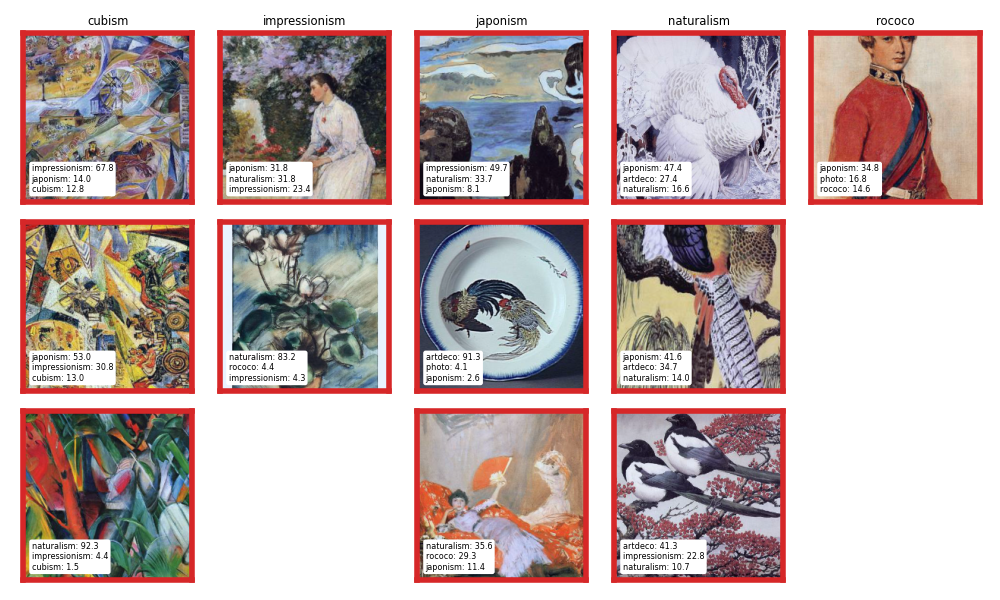 cubism
impressionism
japonism
naturalism
rococo
impressionism: 67.8
japonism: 14.0
cubism: 12.8
japonism: 31.8
naturalism: 31.8
impressionism: 23.4
impressionism: 49.7
naturalism: 33.7
japonism: 8.1
japonism: 47.4
artdeco: 27.4
naturalism: 16.6
japonism: 34.8
photo: 16.8
rococo: 14.6
japonism: 53.0
impressionism: 30.8
cubism: 13.0
naturalism: 83.2
rococo: 4.4
impressionism: 4.3
artdeco: 91.3
photo: 4.1
japonism: 2.6
japonism: 41.6
artdeco: 34.7
naturalism: 14.0
naturalism: 92.3
impressionism: 4.4
cubism: 1.5
naturalism: 35.6
rococo: 29.3
japonism: 11.4
artdeco: 41.3
impressionism: 22.8
naturalism: 10.7